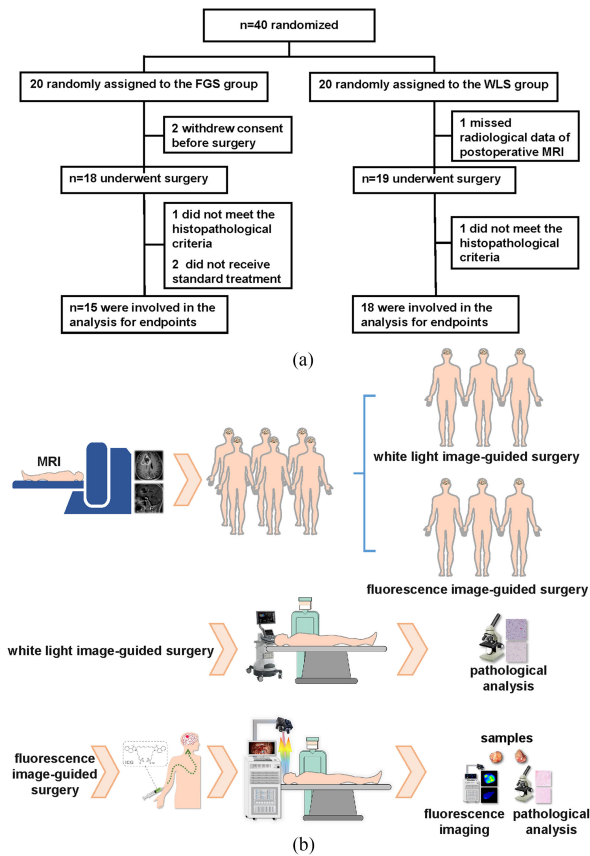 n=40 randomized
20 randomly assigned to the FGS group
20 randomly assigned to the WLS group
2 withdrew consent
before surgery
1 missed
radiological data of
postoperative MRI
n=18 underwent surgery
n=19 underwent surgery
1 did not meet the
histopathological
criteria
2 did not receive
standard treatment
1 did not meet the
histopathological
criteria
n=15 were involved in the
analysis for endpoints
18 were involved in the
analysis for endpoints
(a)
MRI
white light image-guided surgery
fluorescence image-guided surgery
white light image-guided surgery
pathological
analysis
fluorescence
image-guided
surgery
ICG
samples
fluorescence
imaging
pathological
analysis
(b)